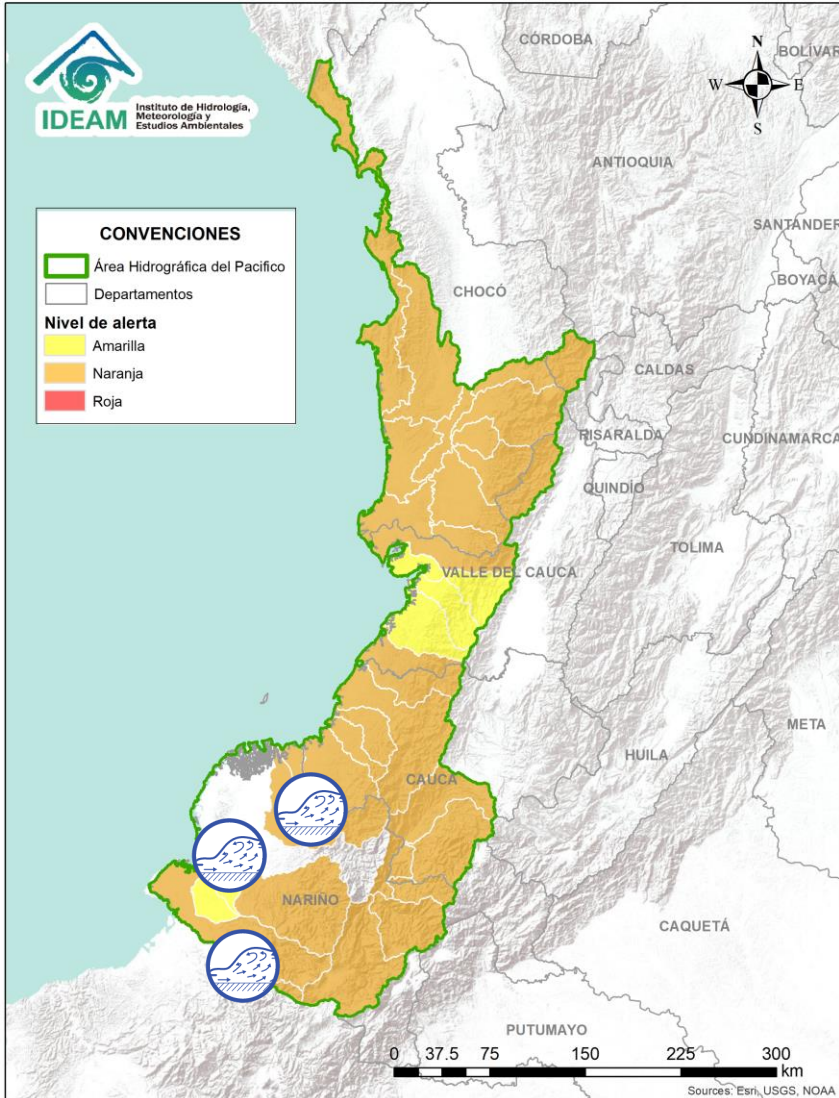 IDEAM
Instituto de Hidrología,
Meteorología y
Estudios Ambientales
CÓRDOBA
BOLÍVAR
N
W
E
S
ANTIOQUIA
SANTANDER
BOYACÁ
CONVENCIONES
Área Hidrográfica del Pacifico
Departamentos
Nivel de alerta
Amarilla
Naranja
Roja
CHOCÓ
CALDAS
RISARALDA
CUNDINAMARCA
QUINDÍO
TOLIMA
VALLE DEL CAUCA
META
HUILA
CAUCA
NARIÑO
CAQUETÁ
PUTUMAYO
0 37.5 75 150 225 300
km
Sources: Esri, USGS, NOAA